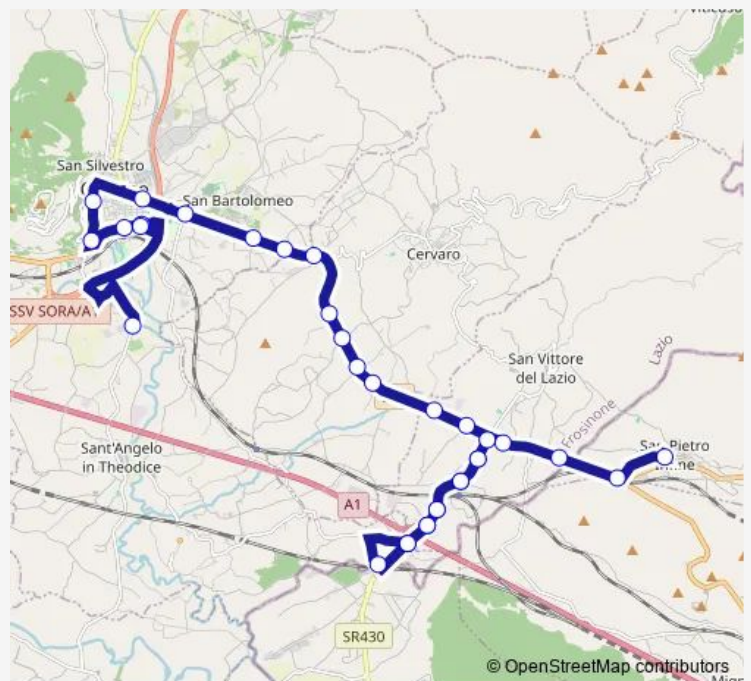 San Silvestro
San Bartolomeo
Cervaro
SSV SORA/A1
San Vittore
del Lazio
Lazio
Frosinone
San Pietro
Sant'Angelo
in Theodice
A1
SR430
© OpenStreetMap contributors